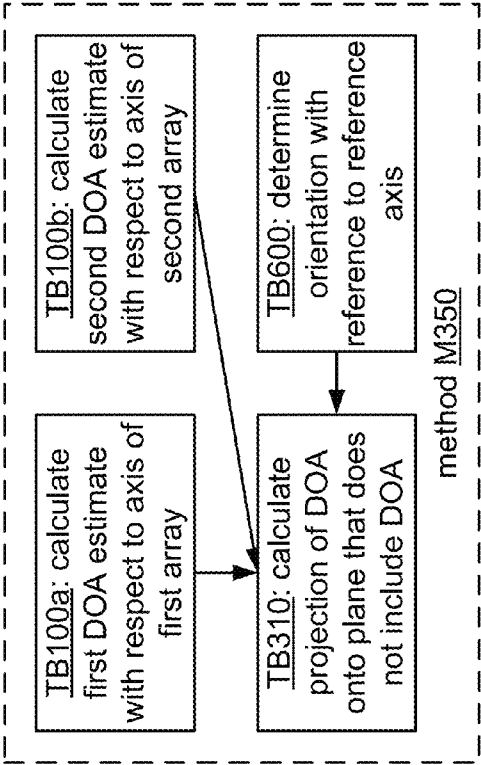 TB100a: calculate
first DOA estimate
with respect to axis of
first array
TB100b: calculate
second DOA estimate
with respect to axis of
second array
TB310: calculate
projection of DOA
onto plane that does
not include DOA
TB600: determine
orientation with
reference to reference
axis
method M350